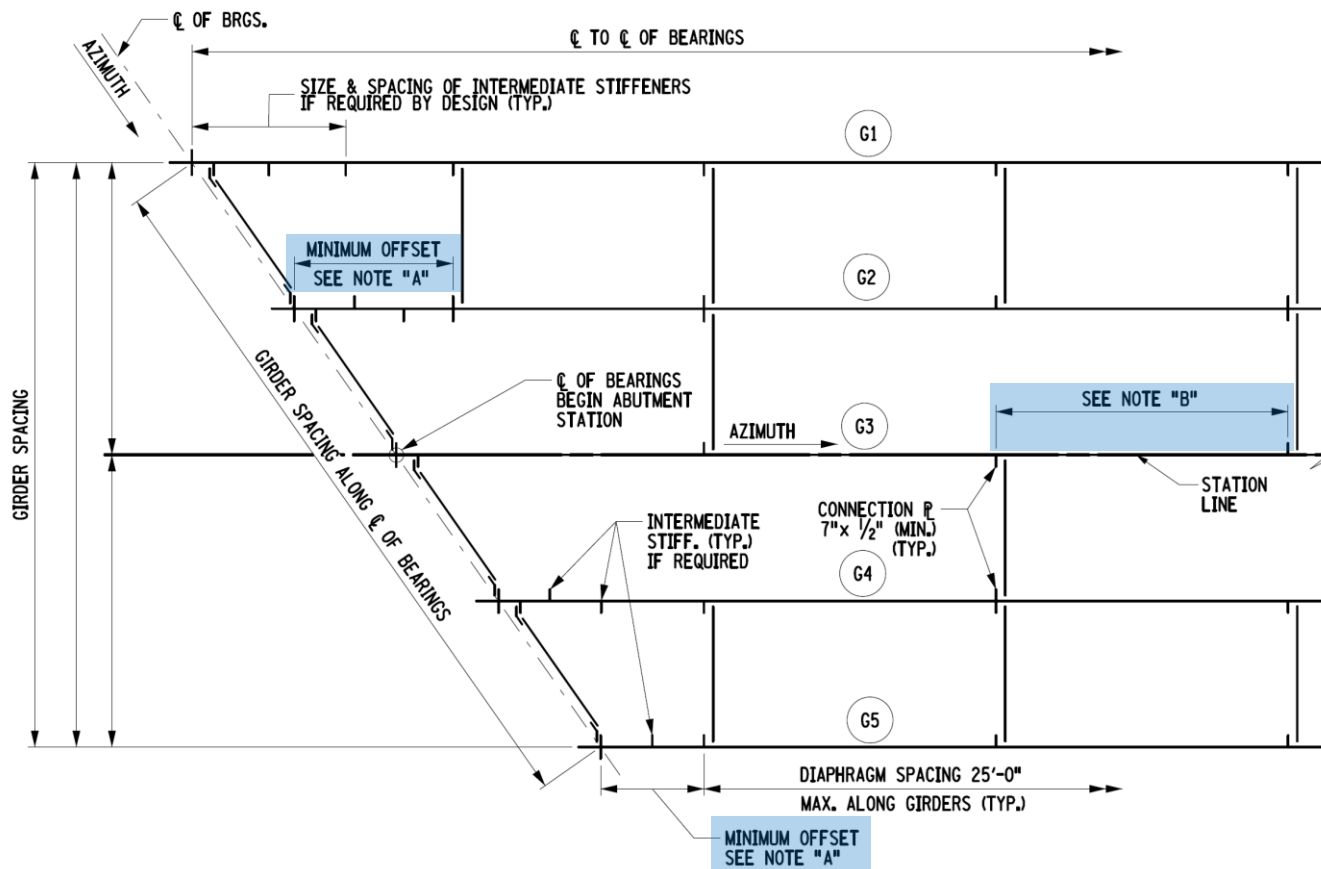 ℄ OF BRGS.
AZIMUTH
℄ TO ℄ OF BEARINGS
SIZE & SPACING OF INTERMEDIATE STIFFENERS
IF REQUIRED BY DESIGN (TYP.)
G1
MINIMUM OFFSET
SEE NOTE "A"
G2
GIRDER SPACING
GIRDER SPACING ALONG ℄ OF BEARINGS
℄ OF BEARINGS
BEGIN ABUTMENT
STATION
AZIMUTH
G3
SEE NOTE "B"
STATION
LINE
CONNECTION ⅊
7"x 1/2" (MIN.)
(TYP.)
INTERMEDIATE
STIFF. (TYP.)
IF REQUIRED
G4
G5
DIAPHRAGM SPACING 25'-0"
MAX. ALONG GIRDERS (TYP.)
MINIMUM OFFSET
SEE NOTE "A"